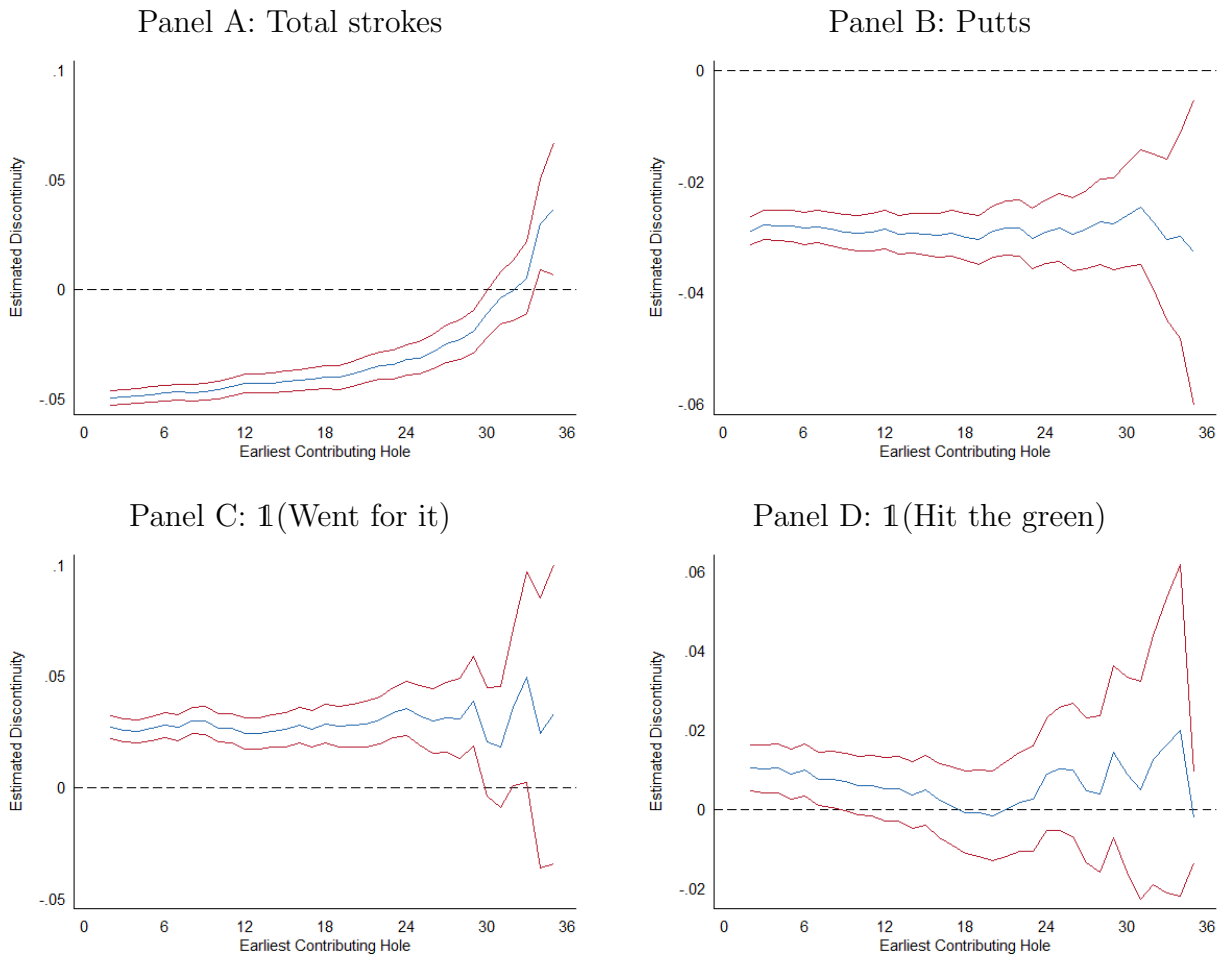 Panel A: Total strokes
.1
.05
0
-.05
Estimated Discontinuity
0 6 12 18 24 30 36
Earliest Contributing Hole
Panel B: Putts
0
-.02
-.04
-.06
Estimated Discontinuity
0 6 12 18 24 30 36
Earliest Contributing Hole
Panel C: 𝟙(Went for it)
.1
.05
0
-.05
Estimated Discontinuity
0 6 12 18 24 30 36
Earliest Contributing Hole
Panel D: 𝟙(Hit the green)
.06
.04
.02
0
-.02
Estimated Discontinuity
0 6 12 18 24 30 36
Earliest Contributing Hole